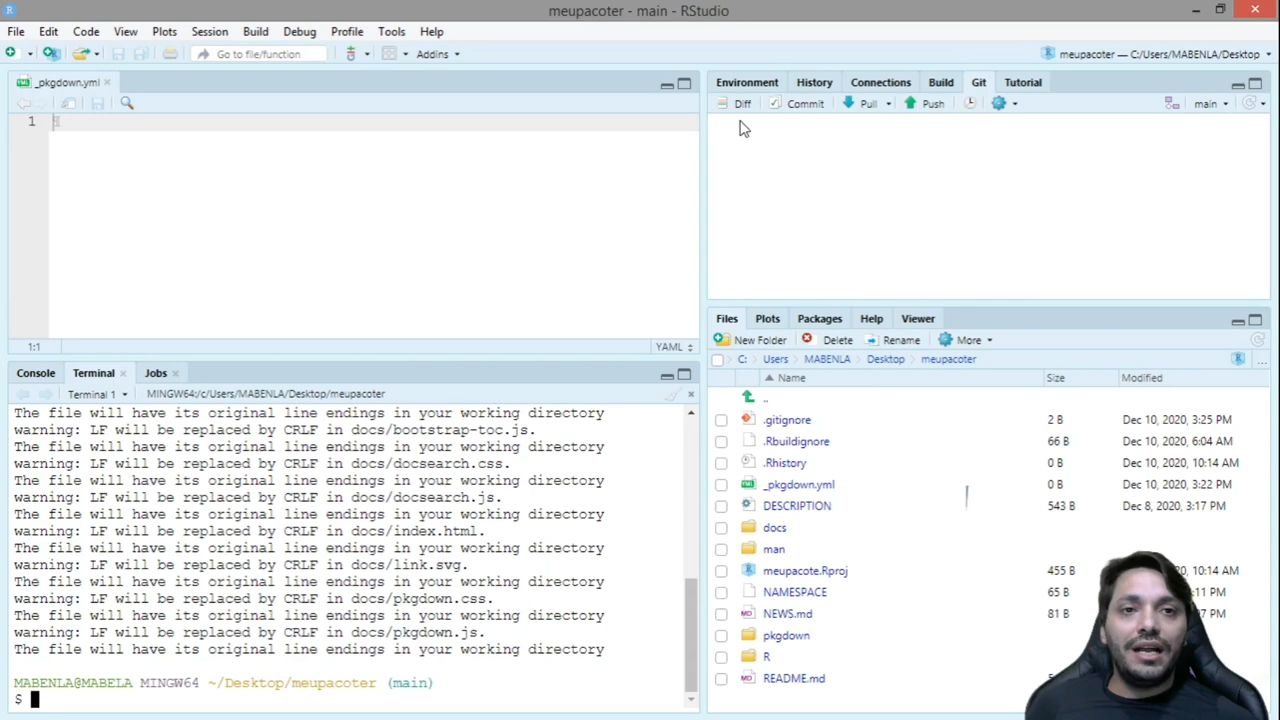 meupacoter - main - RStudio
File Edit Code View Plots Session Build Debug Profile Tools Help
Go to file/function Addins meupacoter — C:/Users/MABENLA/Desktop
_pkgdown.yml
1
1:1 YAML
Console Terminal Jobs
Terminal 1 MINGW64:/c/Users/MABENLA/Desktop/meupacoter
The file will have its original line endings in your working directory
warning: LF will be replaced by CRLF in docs/bootstrap-toc.js.
The file will have its original line endings in your working directory
warning: LF will be replaced by CRLF in docs/docsearch.css.
The file will have its original line endings in your working directory
warning: LF will be replaced by CRLF in docs/docsearch.js.
The file will have its original line endings in your working directory
warning: LF will be replaced by CRLF in docs/index.html.
The file will have its original line endings in your working directory
warning: LF will be replaced by CRLF in docs/link.svg.
The file will have its original line endings in your working directory
warning: LF will be replaced by CRLF in docs/pkgdown.css.
The file will have its original line endings in your working directory
warning: LF will be replaced by CRLF in docs/pkgdown.js.
The file will have its original line endings in your working directory
MABENLA@MABELA MINGW64 ~/Desktop/meupacoter (main)
$
Environment History Connections Build Git Tutorial
Diff Commit Pull Push main
Files Plots Packages Help Viewer
New Folder Delete Rename More
C: Users MABENLA Desktop meupacoter ...
Name Size Modified
..
.gitignore 2 B Dec 10, 2020, 3:25 PM
.Rbuildignore 66 B Dec 10, 2020, 6:04 AM
.Rhistory 0 B Dec 10, 2020, 10:14 AM
_pkgdown.yml 0 B Dec 10, 2020, 3:22 PM
DESCRIPTION 543 B Dec 8, 2020, 3:17 PM
docs
man
meupacote.Rproj 455 B 10:14 AM
NAMESPACE 65 B PM
NEWS.md 81 B PM
pkgdown
R
README.md